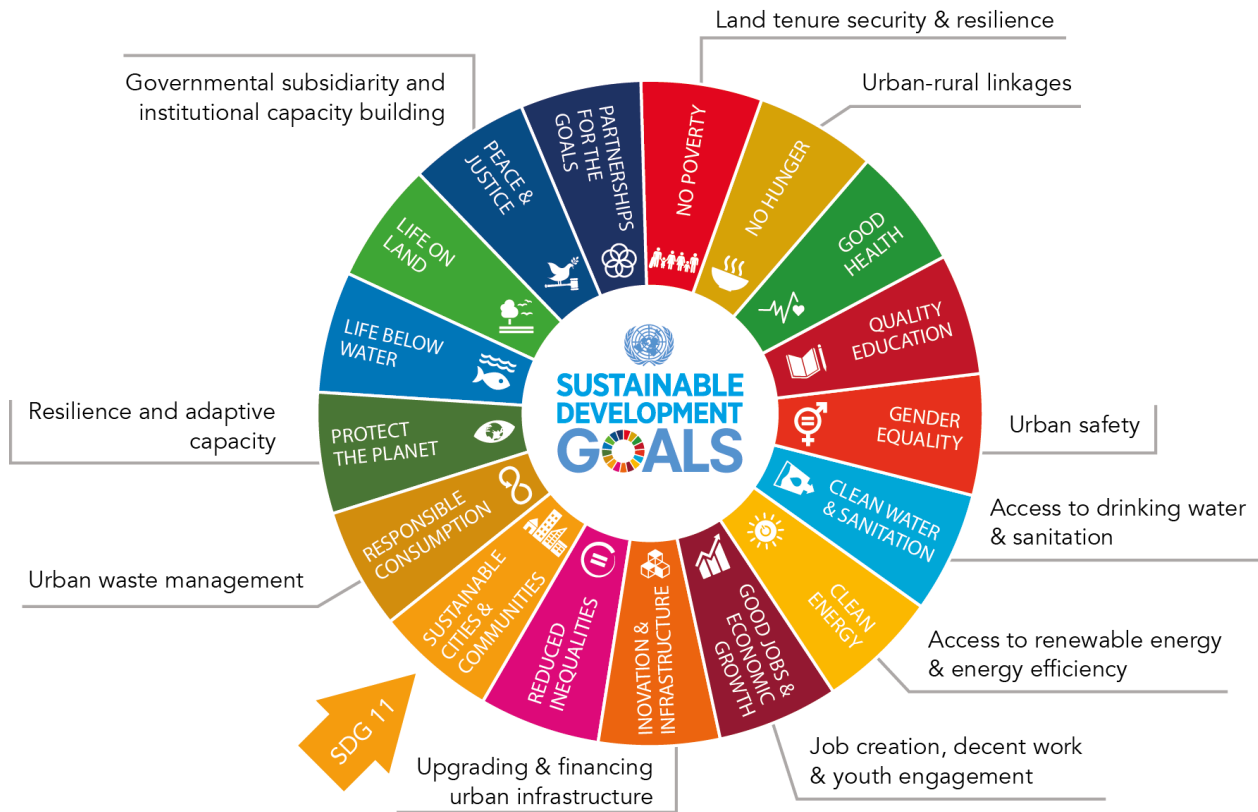 Land tenure security & resilience
Urban-rural linkages
Governmental subsidiarity and
institutional capacity building
NO POVERTY
NO HUNGER
GOOD
HEALTH
QUALITY
EDUCATION
GENDER
EQUALITY
Urban safety
CLEAN WATER
& SANITATION
Access to drinking water
& sanitation
CLEAN
ENERGY
Access to renewable energy
& energy efficiency
GOOD JOBS &
ECONOMIC
GROWTH
Job creation, decent work
& youth engagement
INOVATION &
INFRASTRUCTURE
Upgrading & financing
urban infrastructure
REDUCED
INEQUALITIES
SUSTAINABLE
CITIES &
COMMUNITIES
SDG 11
RESPONSIBLE
CONSUMPTION
Urban waste management
PROTECT
THE PLANET
Resilience and adaptive
capacity
LIFE BELOW
WATER
LIFE ON
LAND
PEACE &
JUSTICE
PARTNERSHIPS
FOR THE
GOALS
SUSTAINABLE
DEVELOPMENT
GOALS